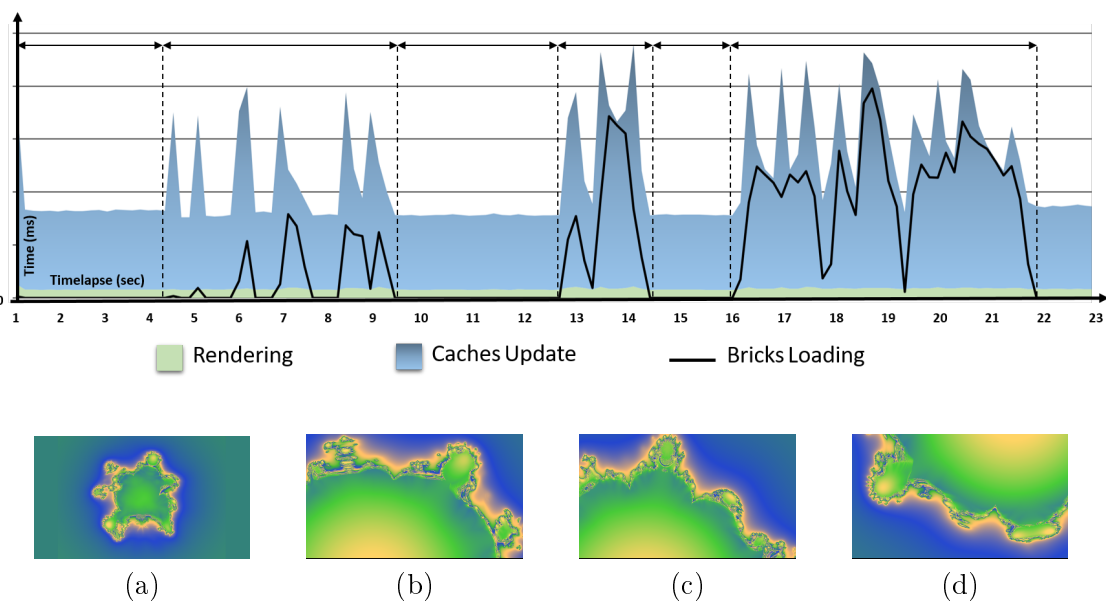 Time (ms)
Timelapse (sec)
0
1 2 3 4 5 6 7 8 9 10 11 12 13 14 15 16 17 18 19 20 21 22 23
Rendering Caches Update Bricks Loading
(a) (b) (c) (d)